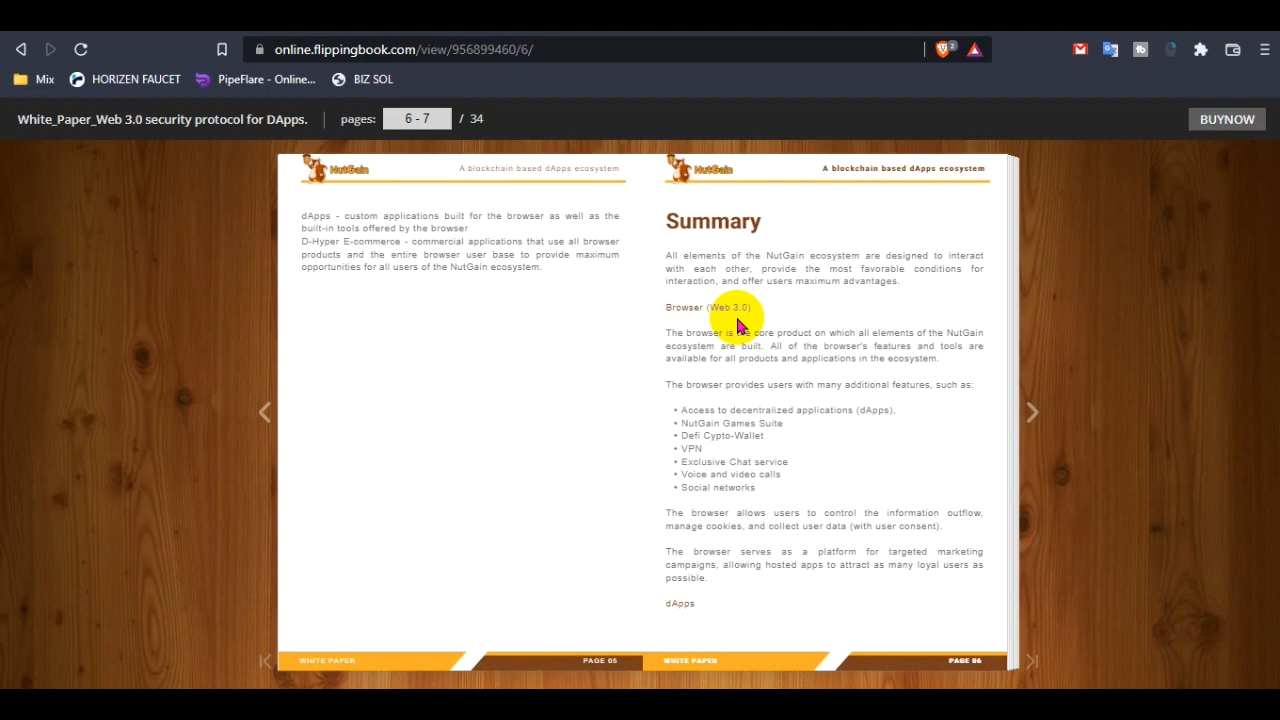 online.flippingbook.com/view/956899460/6/
2
Mix
HORIZEN FAUCET
PipeFlare - Online...
BIZ SOL
White_Paper_Web 3.0 security protocol for DApps.
pages:
6 - 7
/ 34
BUYNOW
NutGain
A blockchain based dApps ecosystem
dApps - custom applications built for the browser as well as the
built-in tools offered by the browser
D-Hyper E-commerce - commercial applications that use all browser
products and the entire browser user base to provide maximum
opportunities for all users of the NutGain ecosystem.
WHITE PAPER
PAGE 05
NutGain
A blockchain based dApps ecosystem
Summary
All elements of the NutGain ecosystem are designed to interact
with each other, provide the most favorable conditions for
interaction, and offer users maximum advantages.
Browser (Web 3.0)
The browser is the core product on which all elements of the NutGain
ecosystem are built. All of the browser's features and tools are
available for all products and applications in the ecosystem.
The browser provides users with many additional features, such as:
• Access to decentralized applications (dApps),
• NutGain Games Suite
• Defi Cypto-Wallet
• VPN
• Exclusive Chat service
• Voice and video calls
• Social networks
The browser allows users to control the information outflow,
manage cookies, and collect user data (with user consent).
The browser serves as a platform for targeted marketing
campaigns, allowing hosted apps to attract as many loyal users as
possible.
dApps
WHITE PAPER
PAGE 06